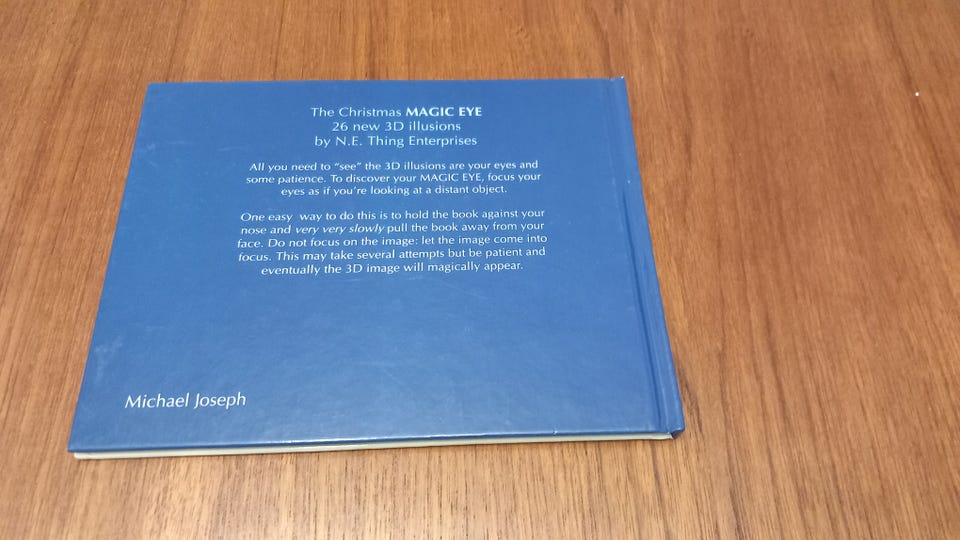 The Christmas MAGIC EYE
26 new 3D illusions
by N.E. Thing Enterprises
All you need to “see” the 3D illusions are your eyes and
some patience. To discover your MAGIC EYE, focus your
eyes as if you’re looking at a distant object.
One easy way to do this is to hold the book against your
nose and very very slowly pull the book away from your
face. Do not focus on the image: let the image come into
focus. This may take several attempts but be patient and
eventually the 3D image will magically appear.
Michael Joseph